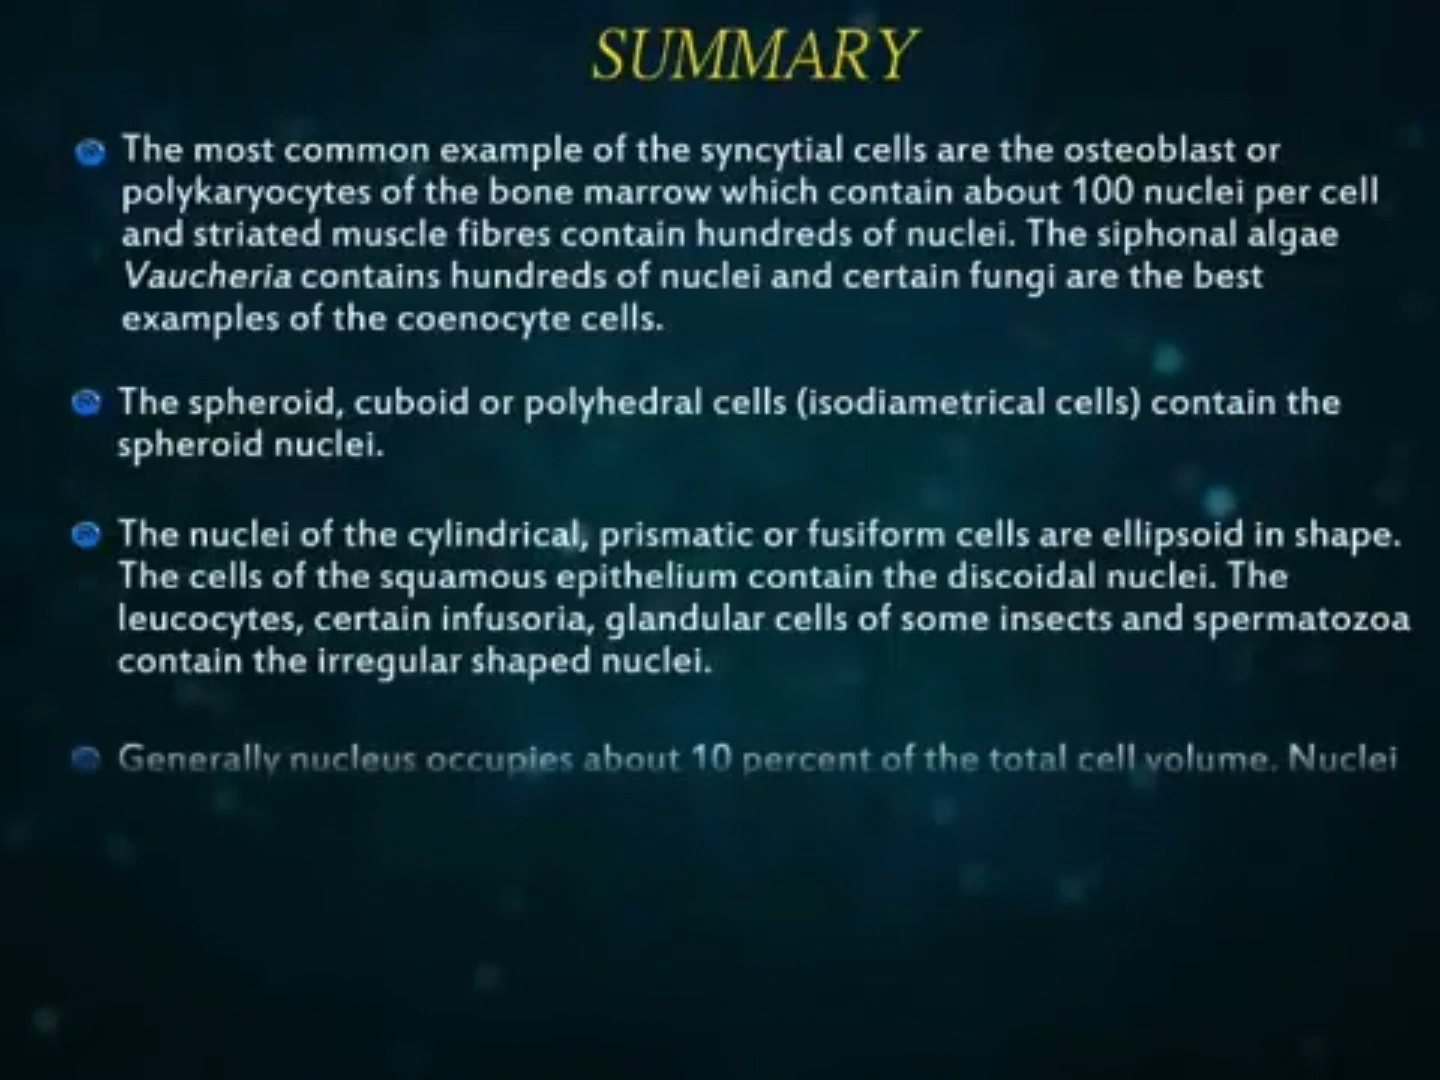 SUMMARY
The most common example of the syncytial cells are the osteoblast or
polykaryocytes of the bone marrow which contain about 100 nuclei per cell
and striated muscle fibres contain hundreds of nuclei. The siphonal algae
Vaucheria contains hundreds of nuclei and certain fungi are the best
examples of the coenocyte cells.
The spheroid, cuboid or polyhedral cells (isodiametrical cells) contain the
spheroid nuclei.
The nuclei of the cylindrical, prismatic or fusiform cells are ellipsoid in shape.
The cells of the squamous epithelium contain the discoidal nuclei. The
leucocytes, certain infusoria, glandular cells of some insects and spermatozoa
contain the irregular shaped nuclei.
Generally nucleus occupies about 10 percent of the total cell volume. Nuclei